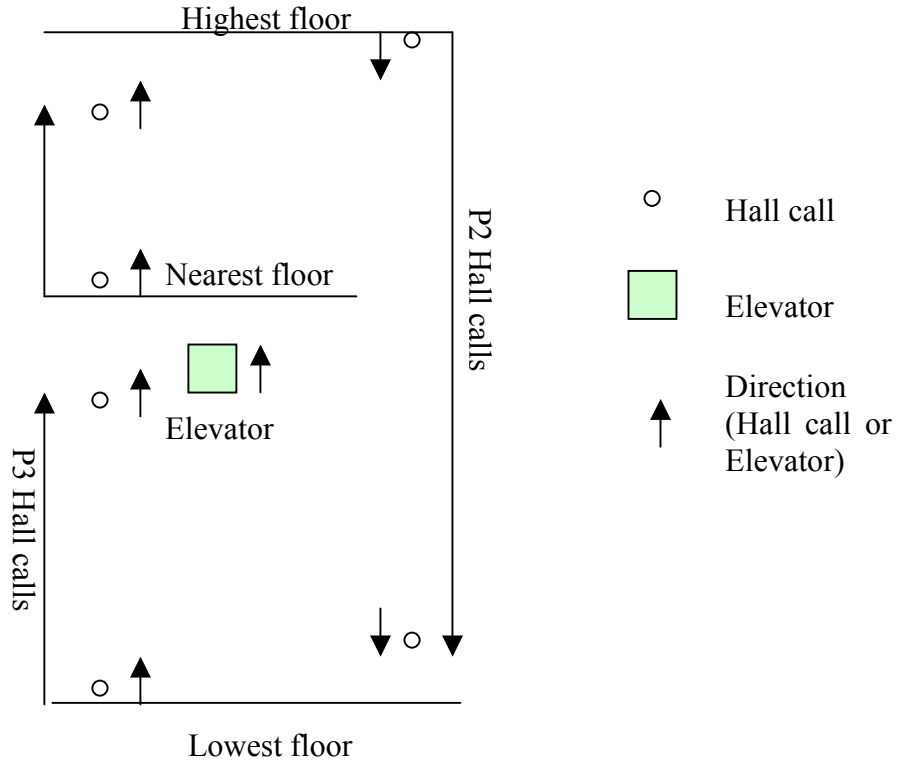 Highest floor
P2 Hall calls
Nearest floor
Elevator
P3 Hall calls
Lowest floor
Hall call
Elevator
Direction
(Hall call or
Elevator)